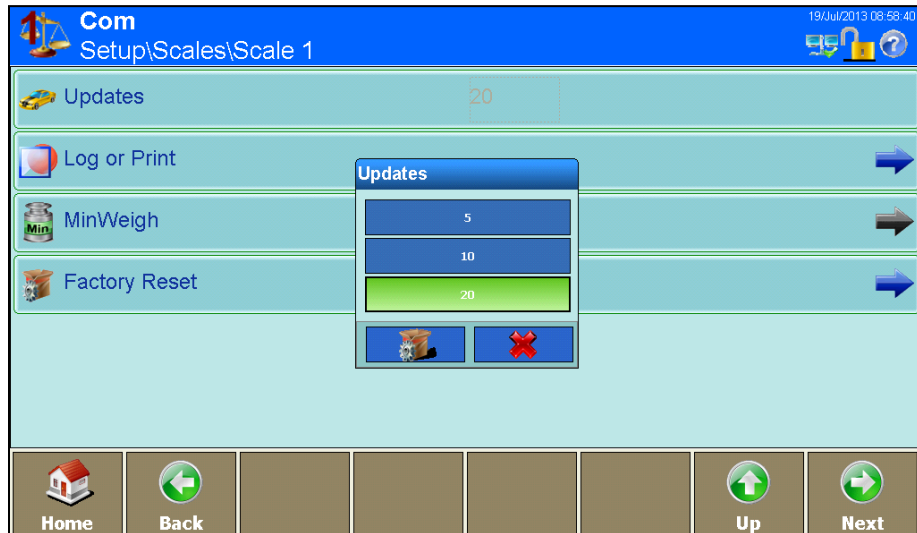 1
Com
19/Jul/2013 08:58:40
Setup\Scales\Scale 1
?
Updates
20
Log or Print
Updates
5
MinWeigh
Min
10
Factory Reset
20
Home
Back
Up
Next